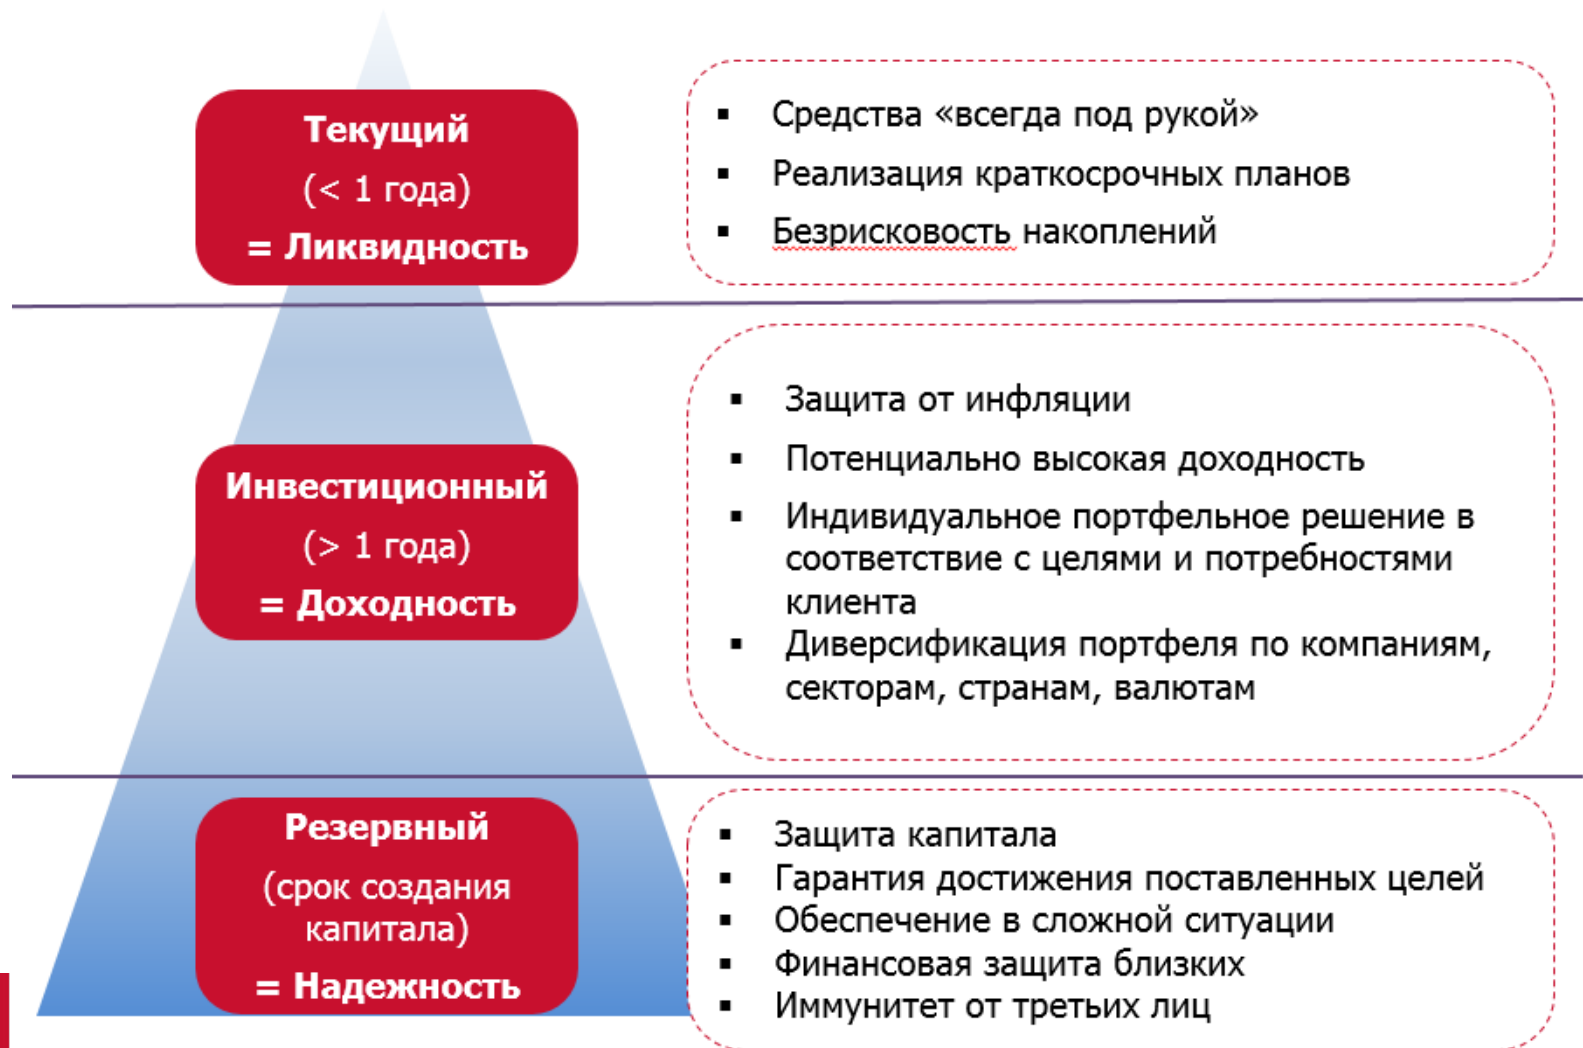 Текущий
(< 1 года)
= Ликвидность
▪ Средства «всегда под рукой»
▪ Реализация краткосрочных планов
▪ Безрисковость накоплений
Инвестиционный
(> 1 года)
= Доходность
▪ Защита от инфляции
▪ Потенциально высокая доходность
▪ Индивидуальное портфельное решение в
соответствие с целями и потребностями
клиента
▪ Диверсификация портфеля по компаниям,
секторам, странам, валютам
Резервный
(срок создания
капитала)
= Надежность
▪ Защита капитала
▪ Гарантия достижения поставленных целей
▪ Обеспечение в сложной ситуации
▪ Финансовая защита близких
▪ Иммунитет от третьих лиц